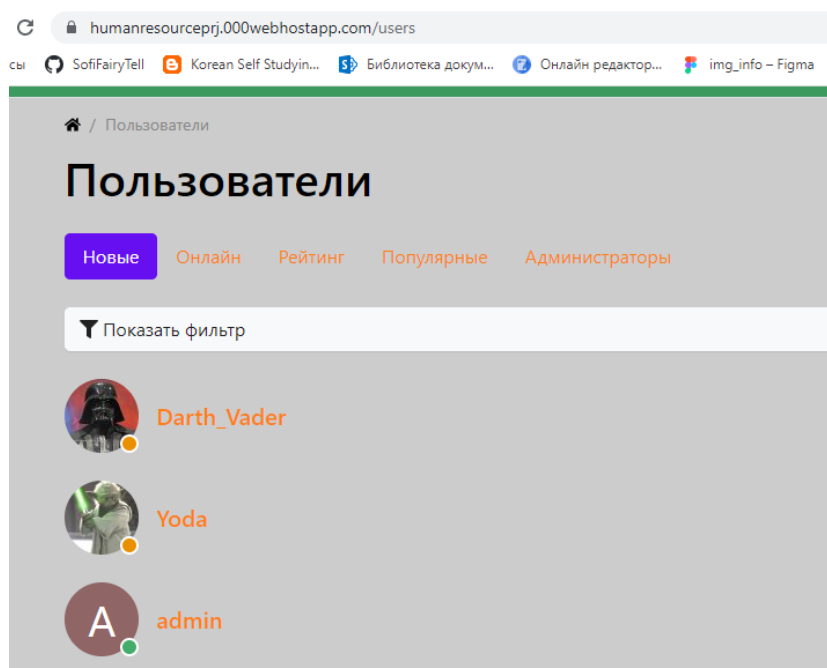 humanresourceprj.000webhostapp.com/users
сы SofiFairyTell Korean Self Studyin... Библиотека докум... Онлайн редактор... img_info – Figma
/ Пользователи
Пользователи
Новые Онлайн Рейтинг Популярные Администраторы
Показать фильтр
Darth_Vader
Yoda
A admin